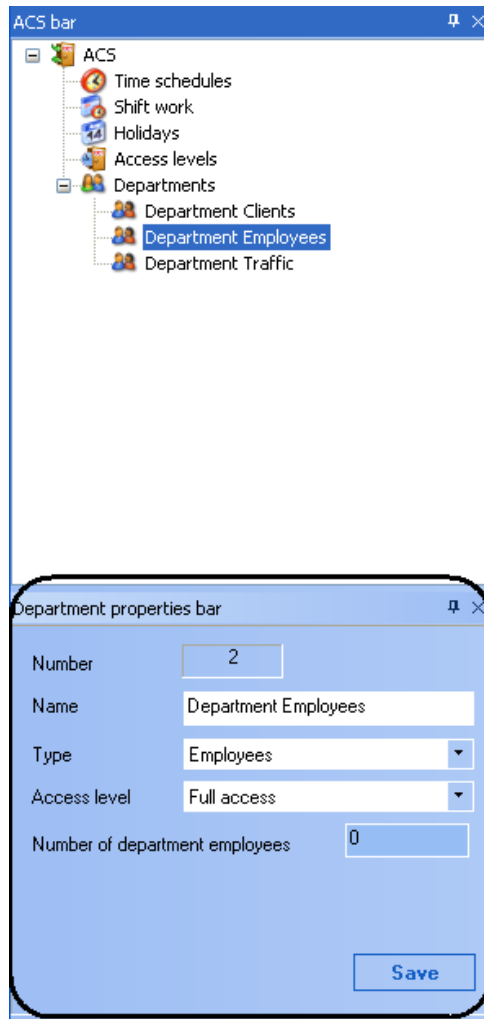 ACS bar
ACS
Time schedules
Shift work
Holidays
Access levels
Departments
Department Clients
Department Employees
Department Traffic
Department properties bar
Number 2
Name Department Employees
Type Employees
Access level Full access
Number of department employees 0
Save